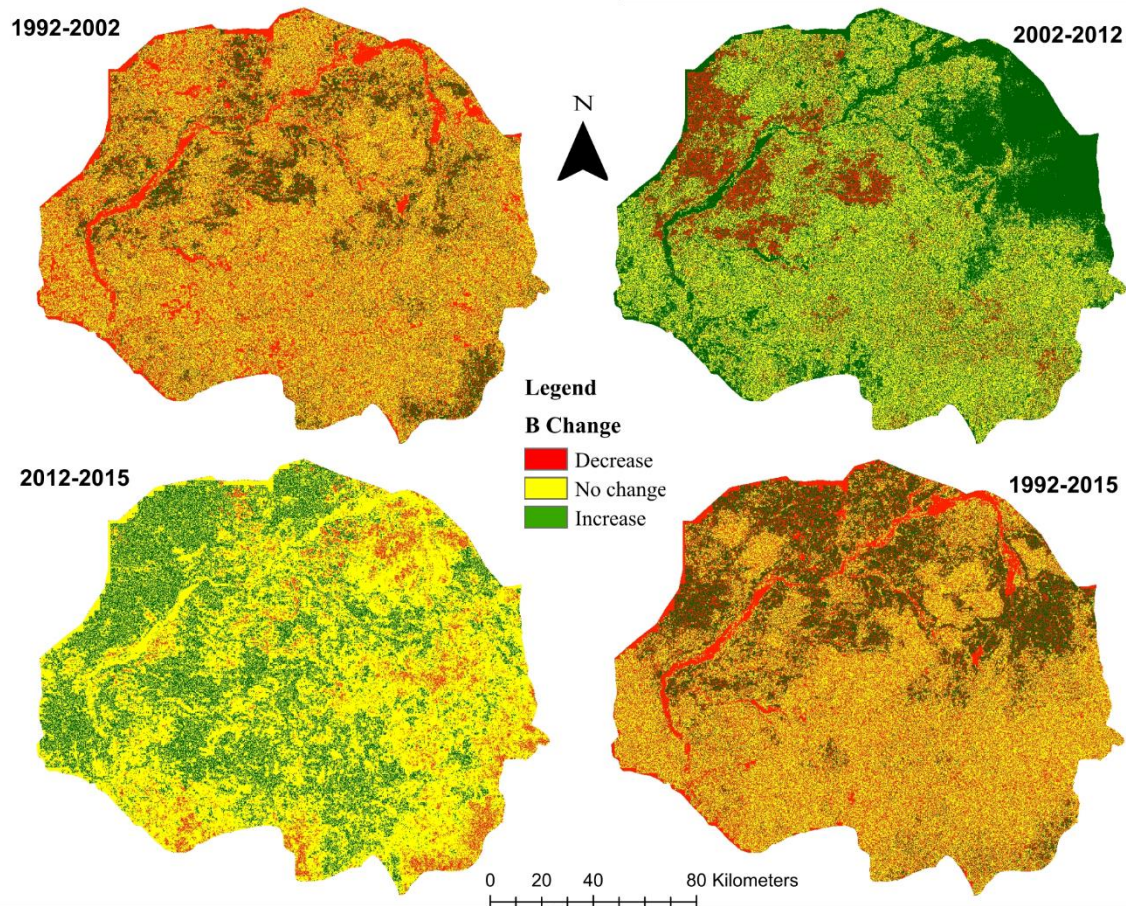 1992-2002
2002-2012
N
Legend
B Change
Decrease
No change
Increase
2012-2015
1992-2015
0 20 40 80 Kilometers